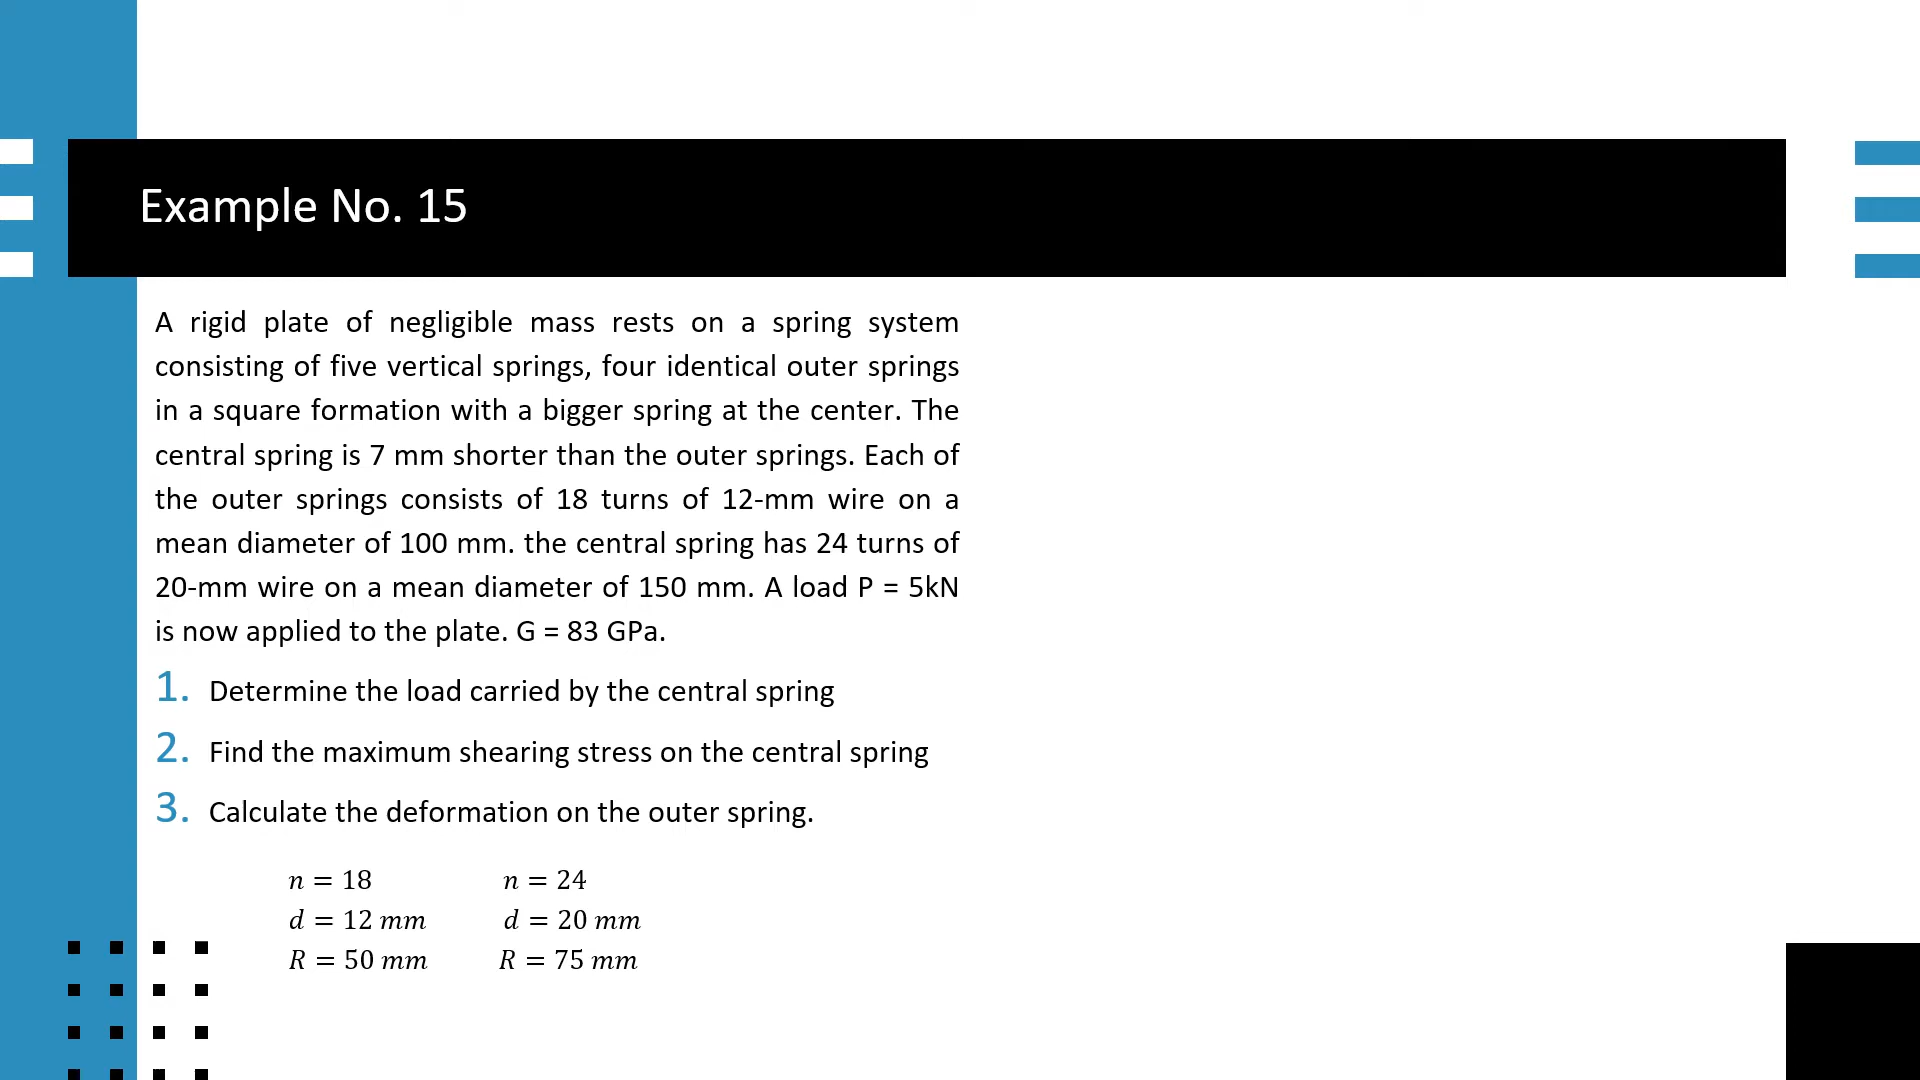 Example No. 15
A rigid plate of negligible mass rests on a spring system
consisting of five vertical springs, four identical outer springs
in a square formation with a bigger spring at the center. The
central spring is 7 mm shorter than the outer springs. Each of
the outer springs consists of 18 turns of 12-mm wire on a
mean diameter of 100 mm. the central spring has 24 turns of
20-mm wire on a mean diameter of 150 mm. A load P = 5kN
is now applied to the plate. G = 83 GPa.
1. Determine the load carried by the central spring
2. Find the maximum shearing stress on the central spring
3. Calculate the deformation on the outer spring.
n = 18 n = 24
d = 12 mm d = 20 mm
R = 50 mm R = 75 mm